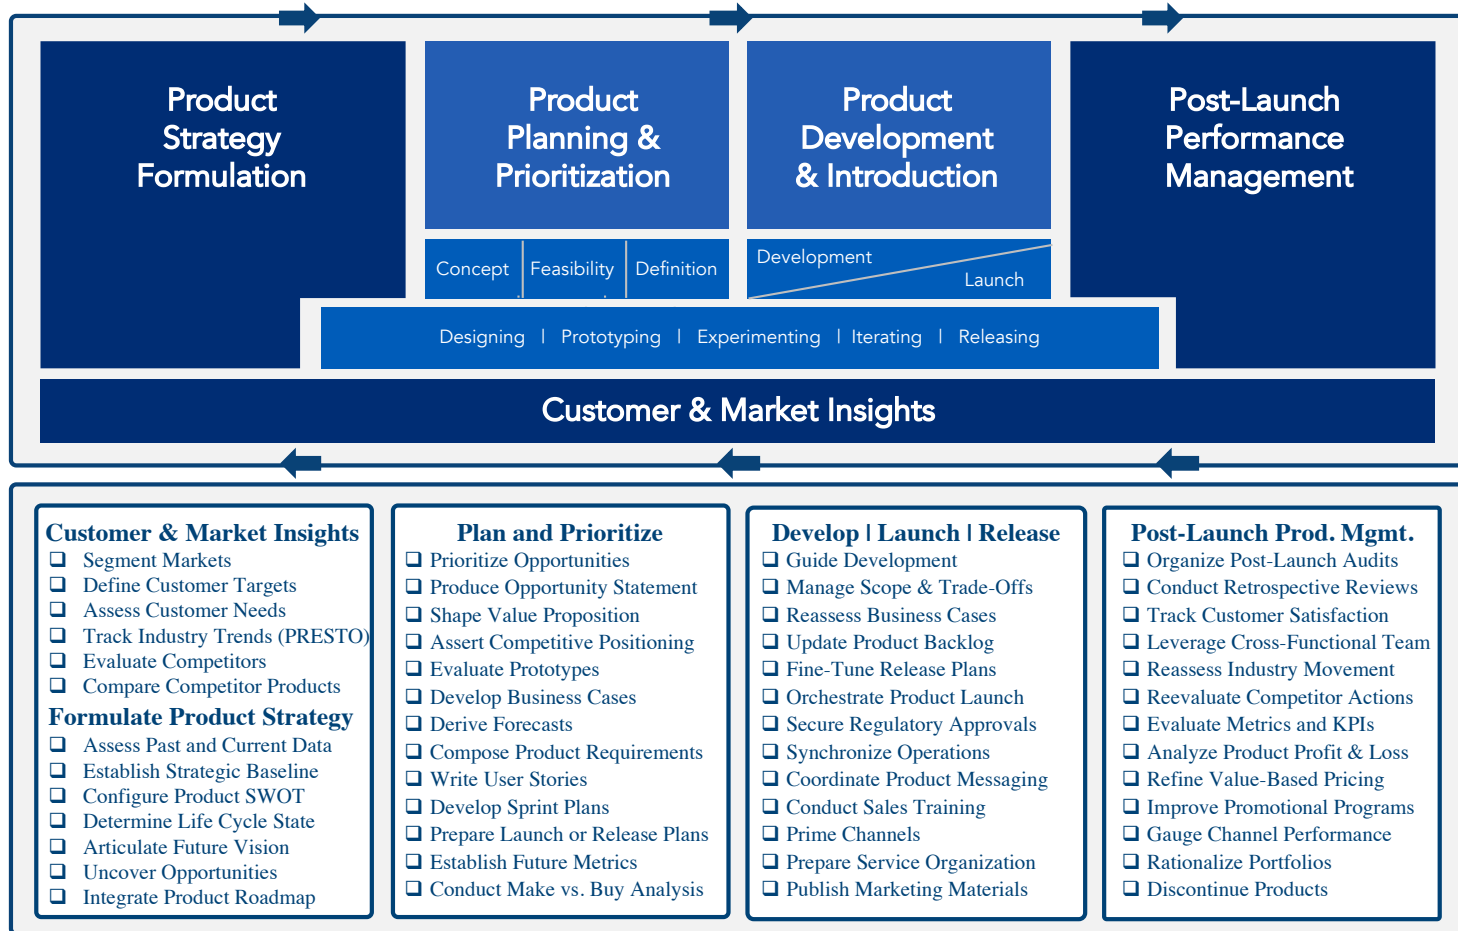 Product
Strategy
Formulation
Product
Planning &
Prioritization
Product
Development
& Introduction
Post-Launch
Performance
Management
Concept
Feasibility
Definition
Development
Launch
Designing | Prototyping | Experimenting | Iterating | Releasing
Customer & Market Insights
Customer & Market Insights
Segment Markets
Define Customer Targets
Assess Customer Needs
Track Industry Trends (PRESTO)
Evaluate Competitors
Compare Competitor Products
Formulate Product Strategy
Assess Past and Current Data
Establish Strategic Baseline
Configure Product SWOT
Determine Life Cycle State
Articulate Future Vision
Uncover Opportunities
Integrate Product Roadmap
Plan and Prioritize
Prioritize Opportunities
Produce Opportunity Statement
Shape Value Proposition
Assert Competitive Positioning
Evaluate Prototypes
Develop Business Cases
Derive Forecasts
Compose Product Requirements
Write User Stories
Develop Sprint Plans
Prepare Launch or Release Plans
Establish Future Metrics
Conduct Make vs. Buy Analysis
Develop | Launch | Release
Guide Development
Manage Scope & Trade-Offs
Reassess Business Cases
Update Product Backlog
Fine-Tune Release Plans
Orchestrate Product Launch
Secure Regulatory Approvals
Synchronize Operations
Coordinate Product Messaging
Conduct Sales Training
Prime Channels
Prepare Service Organization
Publish Marketing Materials
Post-Launch Prod. Mgmt.
Organize Post-Launch Audits
Conduct Retrospective Reviews
Track Customer Satisfaction
Leverage Cross-Functional Team
Reassess Industry Movement
Reevaluate Competitor Actions
Evaluate Metrics and KPIs
Analyze Product Profit & Loss
Refine Value-Based Pricing
Improve Promotional Programs
Gauge Channel Performance
Rationalize Portfolios
Discontinue Products